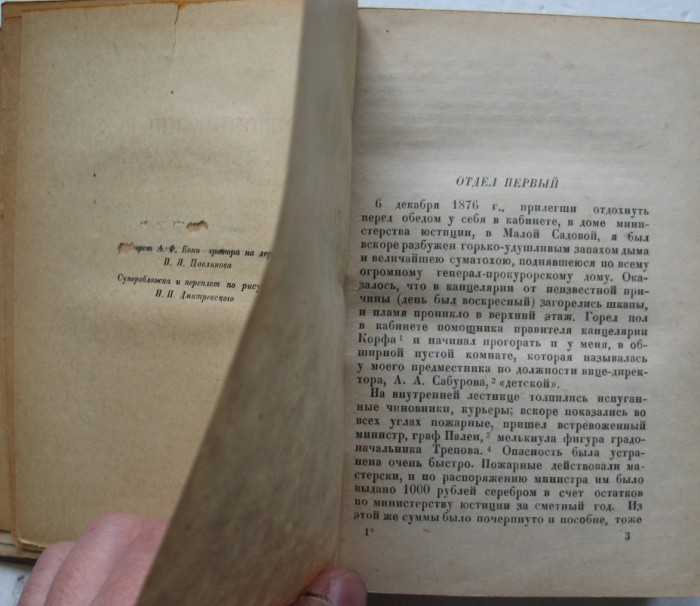 А. Ф. Кони - гравюра на
И. Я. Павлинова
Суперобложка и переплет по
Н. П. Дмитревского
ОТДЕЛ ПЕРВЫЙ
6 декабря 1876 г., прилегши отдохнуть
перед обедом у себя в кабинете, в доме мини-
стерства юстиции, в Малой Садовой, я был
вскоре разбужен горько-удушливым запахом дыма
и величайшею суматохою, поднявшеюся по всему
огромному генерал-прокурорскому дому. Ока-
залось, что в канцелярии от неизвестной при-
чины (день был воскресный) загорелись шкапы,
и пламя проникло в верхний этаж. Горел пол
в кабинете помощника правителя канцелярии
Корфа 1 и начинал прогорать и у меня, в об-
ширной пустой комнате, которая называлась
у моего предместника по должности вице-дирек-
тора, А. А. Сабурова, 2 «детской».
На внутренней лестнице толпились испуган-
ные чиновники, курьеры; вскоре показались во
всех углах пожарные, пришел встревоженный
министр, граф Пален, 3 мелькнула фигура градо-
начальника Трепова. 4 Опасность была устра-
нена очень быстро. Пожарные действовали ма-
стерски, и по распоряжению министра им было
выдано 1000 рублей серебром в счет остатков
по министерству юстиции за сметный год. Из
этой же суммы было почерпнуто и пособие, тоже
1*
3